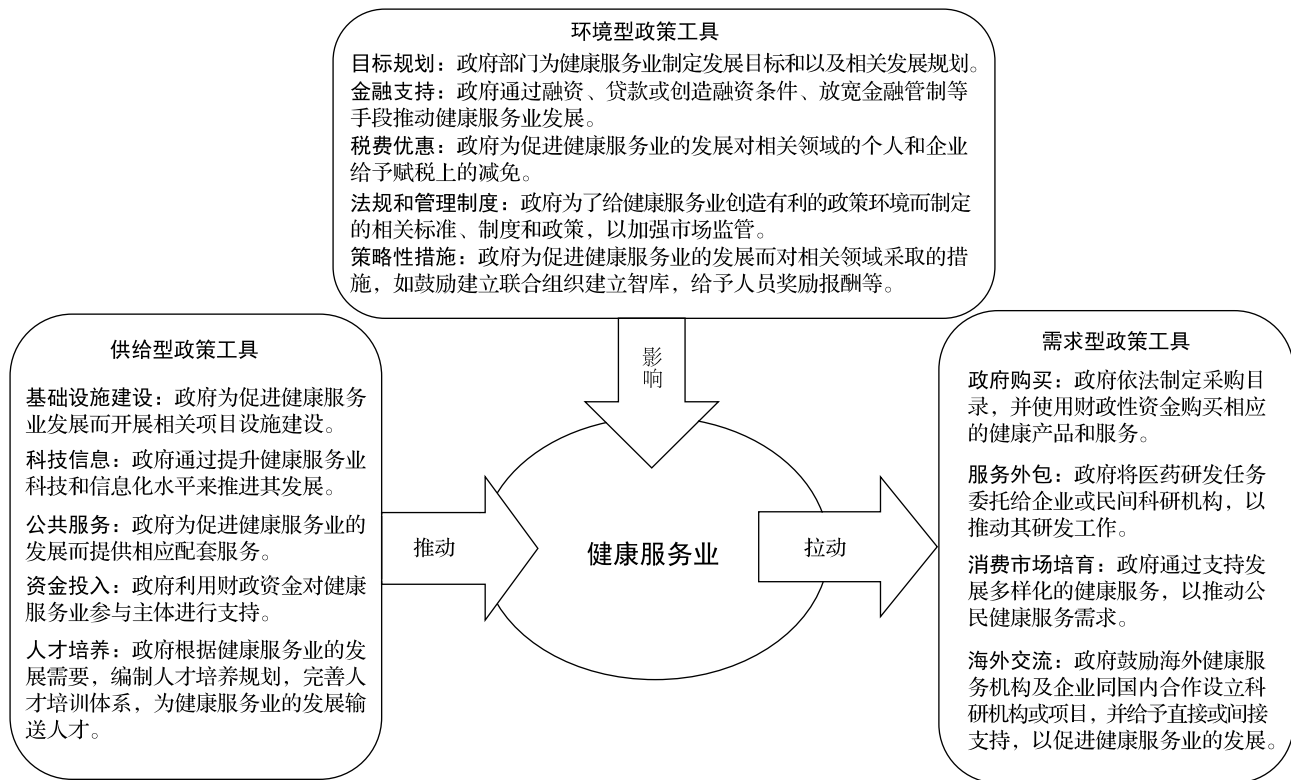 环境型政策工具
目标规划：政府部门为健康服务业制定发展目标和以及相关发展规划。
金融支持：政府通过融资、贷款或创造融资条件、放宽金融管制等
手段推动健康服务业发展。
税费优惠：政府为促进健康服务业的发展对相关领域的个人和企业
给予赋税上的减免。
法规和管理制度：政府为了给健康服务业创造有利的政策环境而制定
的相关标准、制度和政策，以加强市场监管。
策略性措施：政府为促进健康服务业的发展而对相关领域采取的措
施，如鼓励建立联合组织建立智库，给予人员奖励报酬等。
影响
供给型政策工具
基础设施建设：政府为促进健康服务
业发展而开展相关项目设施建设。
科技信息：政府通过提升健康服务业
科技和信息化水平来推进其发展。
公共服务：政府为促进健康服务业的
发展而提供相应配套服务。
资金投入：政府利用财政资金对健康
服务业参与主体进行支持。
人才培养：政府根据健康服务业的发
展需要，编制人才培养规划，完善人
才培训体系，为健康服务业的发展输
送人才。
推动
健康服务业
拉动
需求型政策工具
政府购买：政府依法制定采购目
录，并使用财政性资金购买相应
的健康产品和服务。
服务外包：政府将医药研发任务
委托给企业或民间科研机构，以
推动其研发工作。
消费市场培育：政府通过支持发
展多样化的健康服务，以推动公
民健康服务需求。
海外交流：政府鼓励海外健康服
务机构及企业同国内合作设立科
研机构或项目，并给予直接或间接
支持，以促进健康服务业的发展。